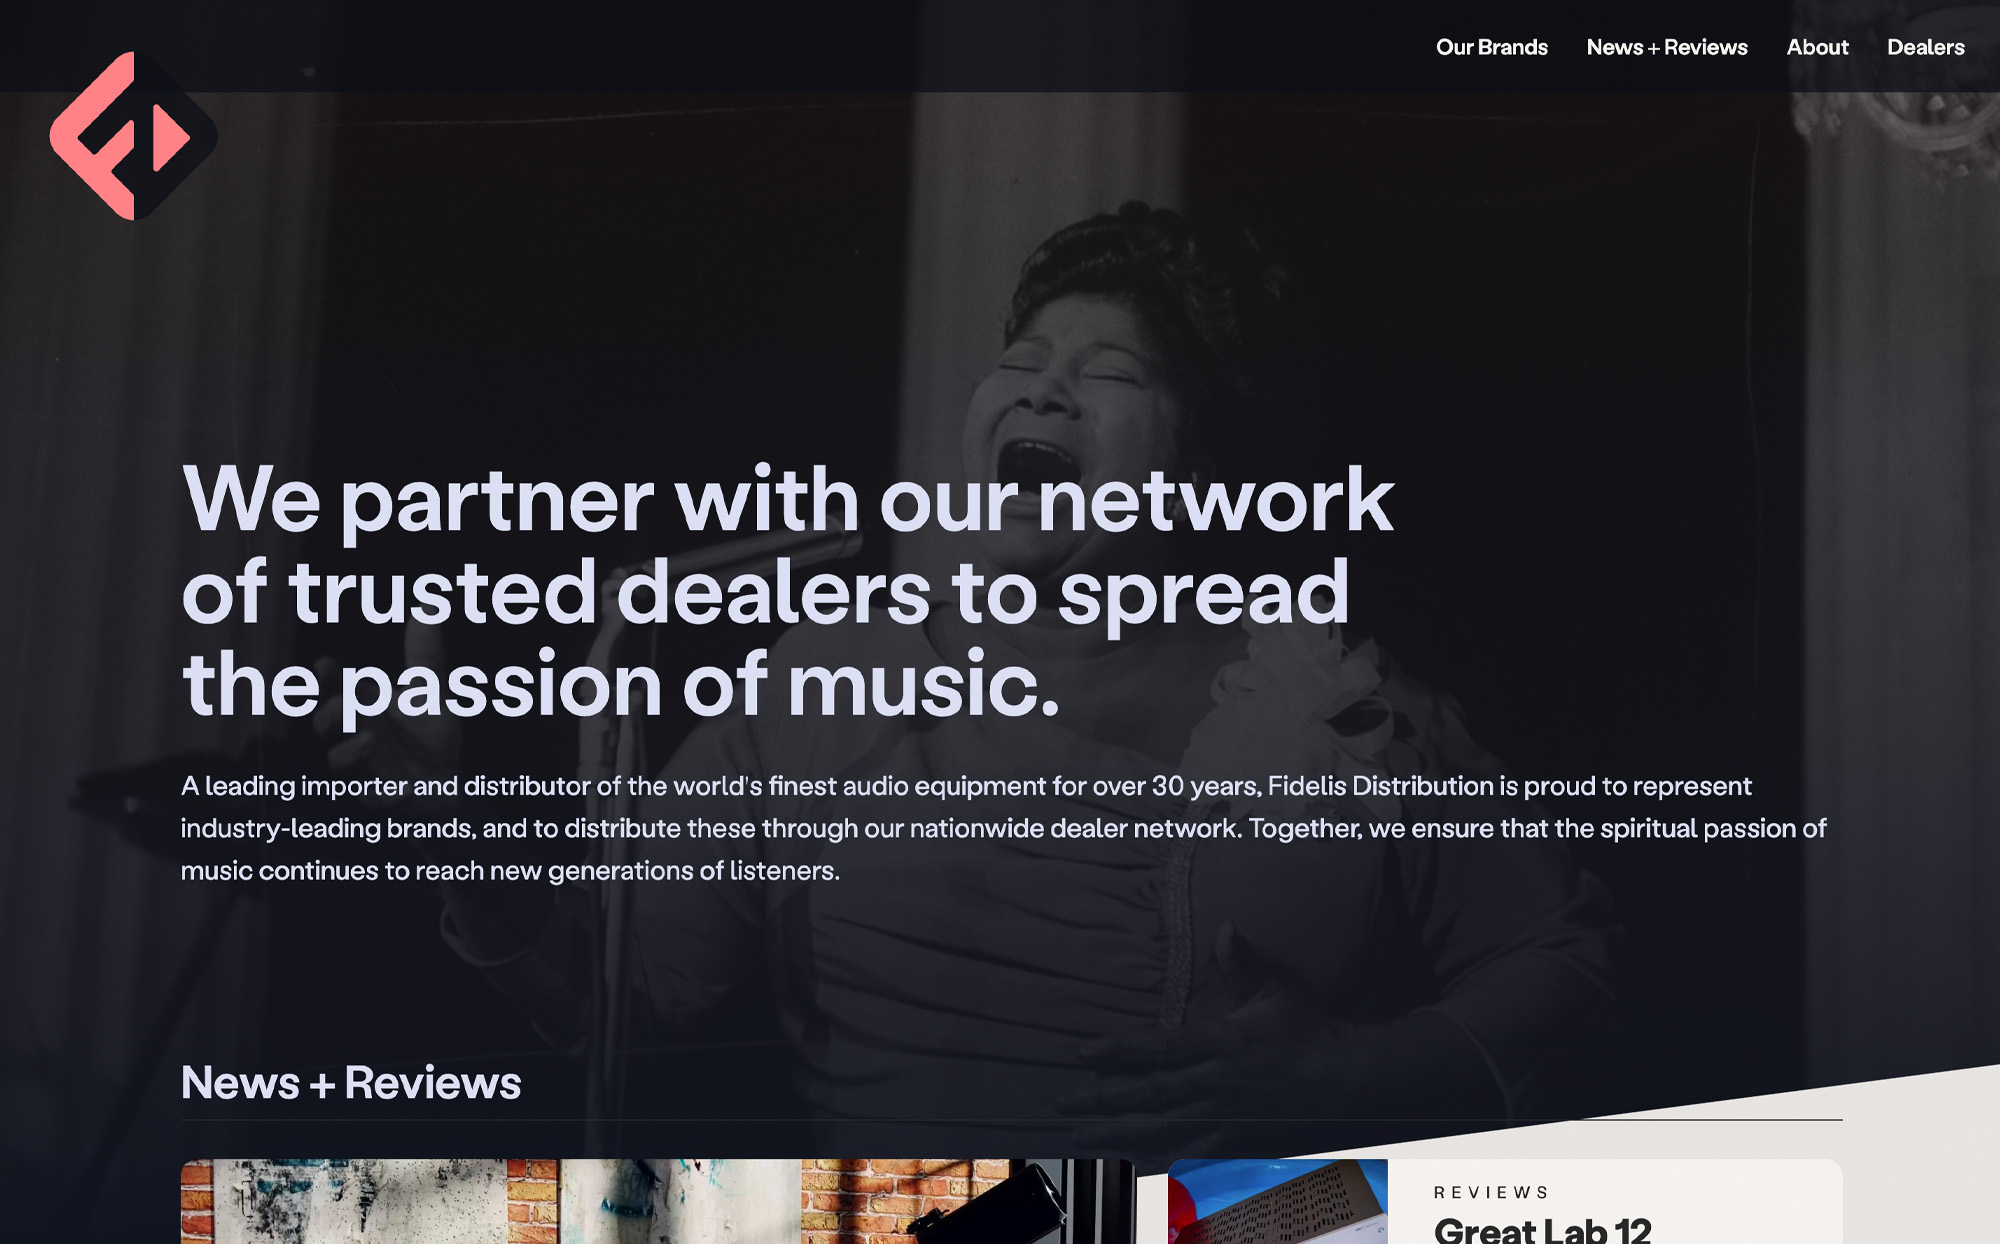 Our Brands News + Reviews About Dealers
We partner with our network
of trusted dealers to spread
the passion of music.
A leading importer and distributor of the world's finest audio equipment for over 30 years, Fidelis Distribution is proud to represent
industry-leading brands, and to distribute these through our nationwide dealer network. Together, we ensure that the spiritual passion of
music continues to reach new generations of listeners.
News + Reviews
REVIEWS
Great Lab 12